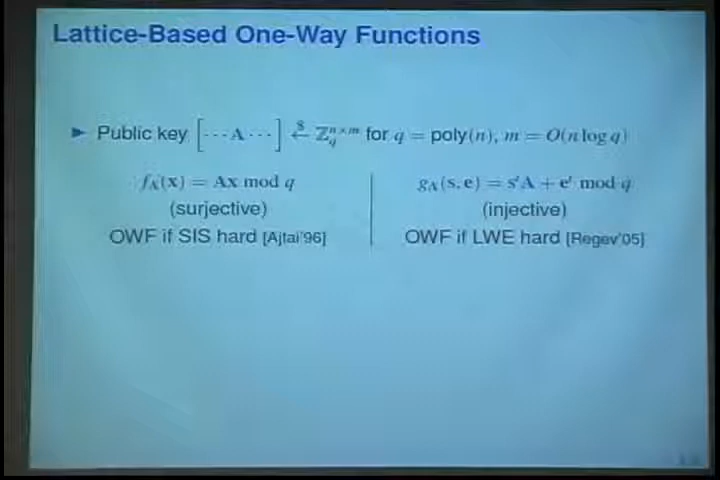 Lattice-Based One-Way Functions
► Public key [··· A ···] ←$ ℤ_q^{n×m} for q = poly(n), m = O(n log q)
f_A(x) = Ax mod q
(surjective)
OWF if SIS hard [Ajtai'96]
g_A(s, e) = s^t A + e^t mod q
(injective)
OWF if LWE hard [Regev'05]